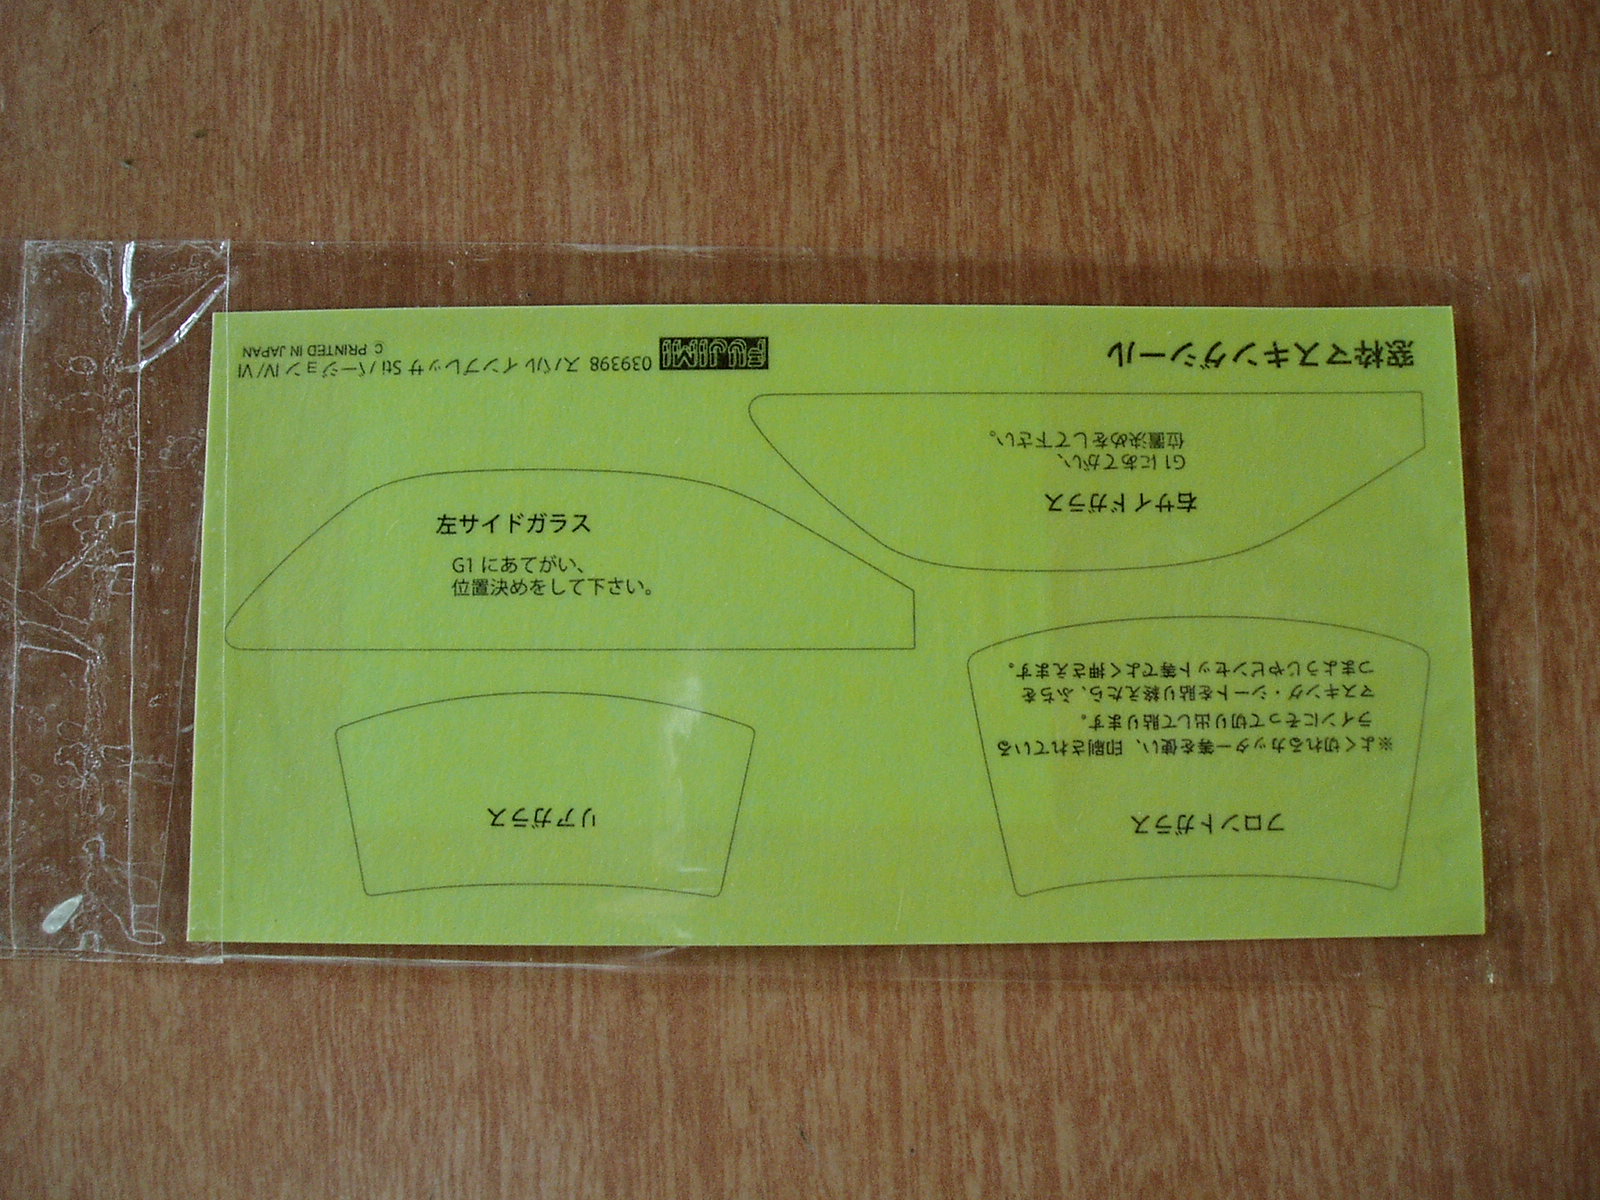 窓枠マスキングシール
FUJIMI
039398 スバル インプレッサ Sti バージョン IV/VI
C PRINTED IN JAPAN
右サイドガラス
G1 にあてがい、
位置決めをして下さい。
左サイドガラス
G1 にあてがい、
位置決めをして下さい。
フロントガラス
※よく切れるカッター等を使い、印刷されている
ラインにそって切り出して貼ります。
マスキング・シートを貼り終えたら、ふちを
つまようじやピンセット等でよく押さえます。
リアガラス